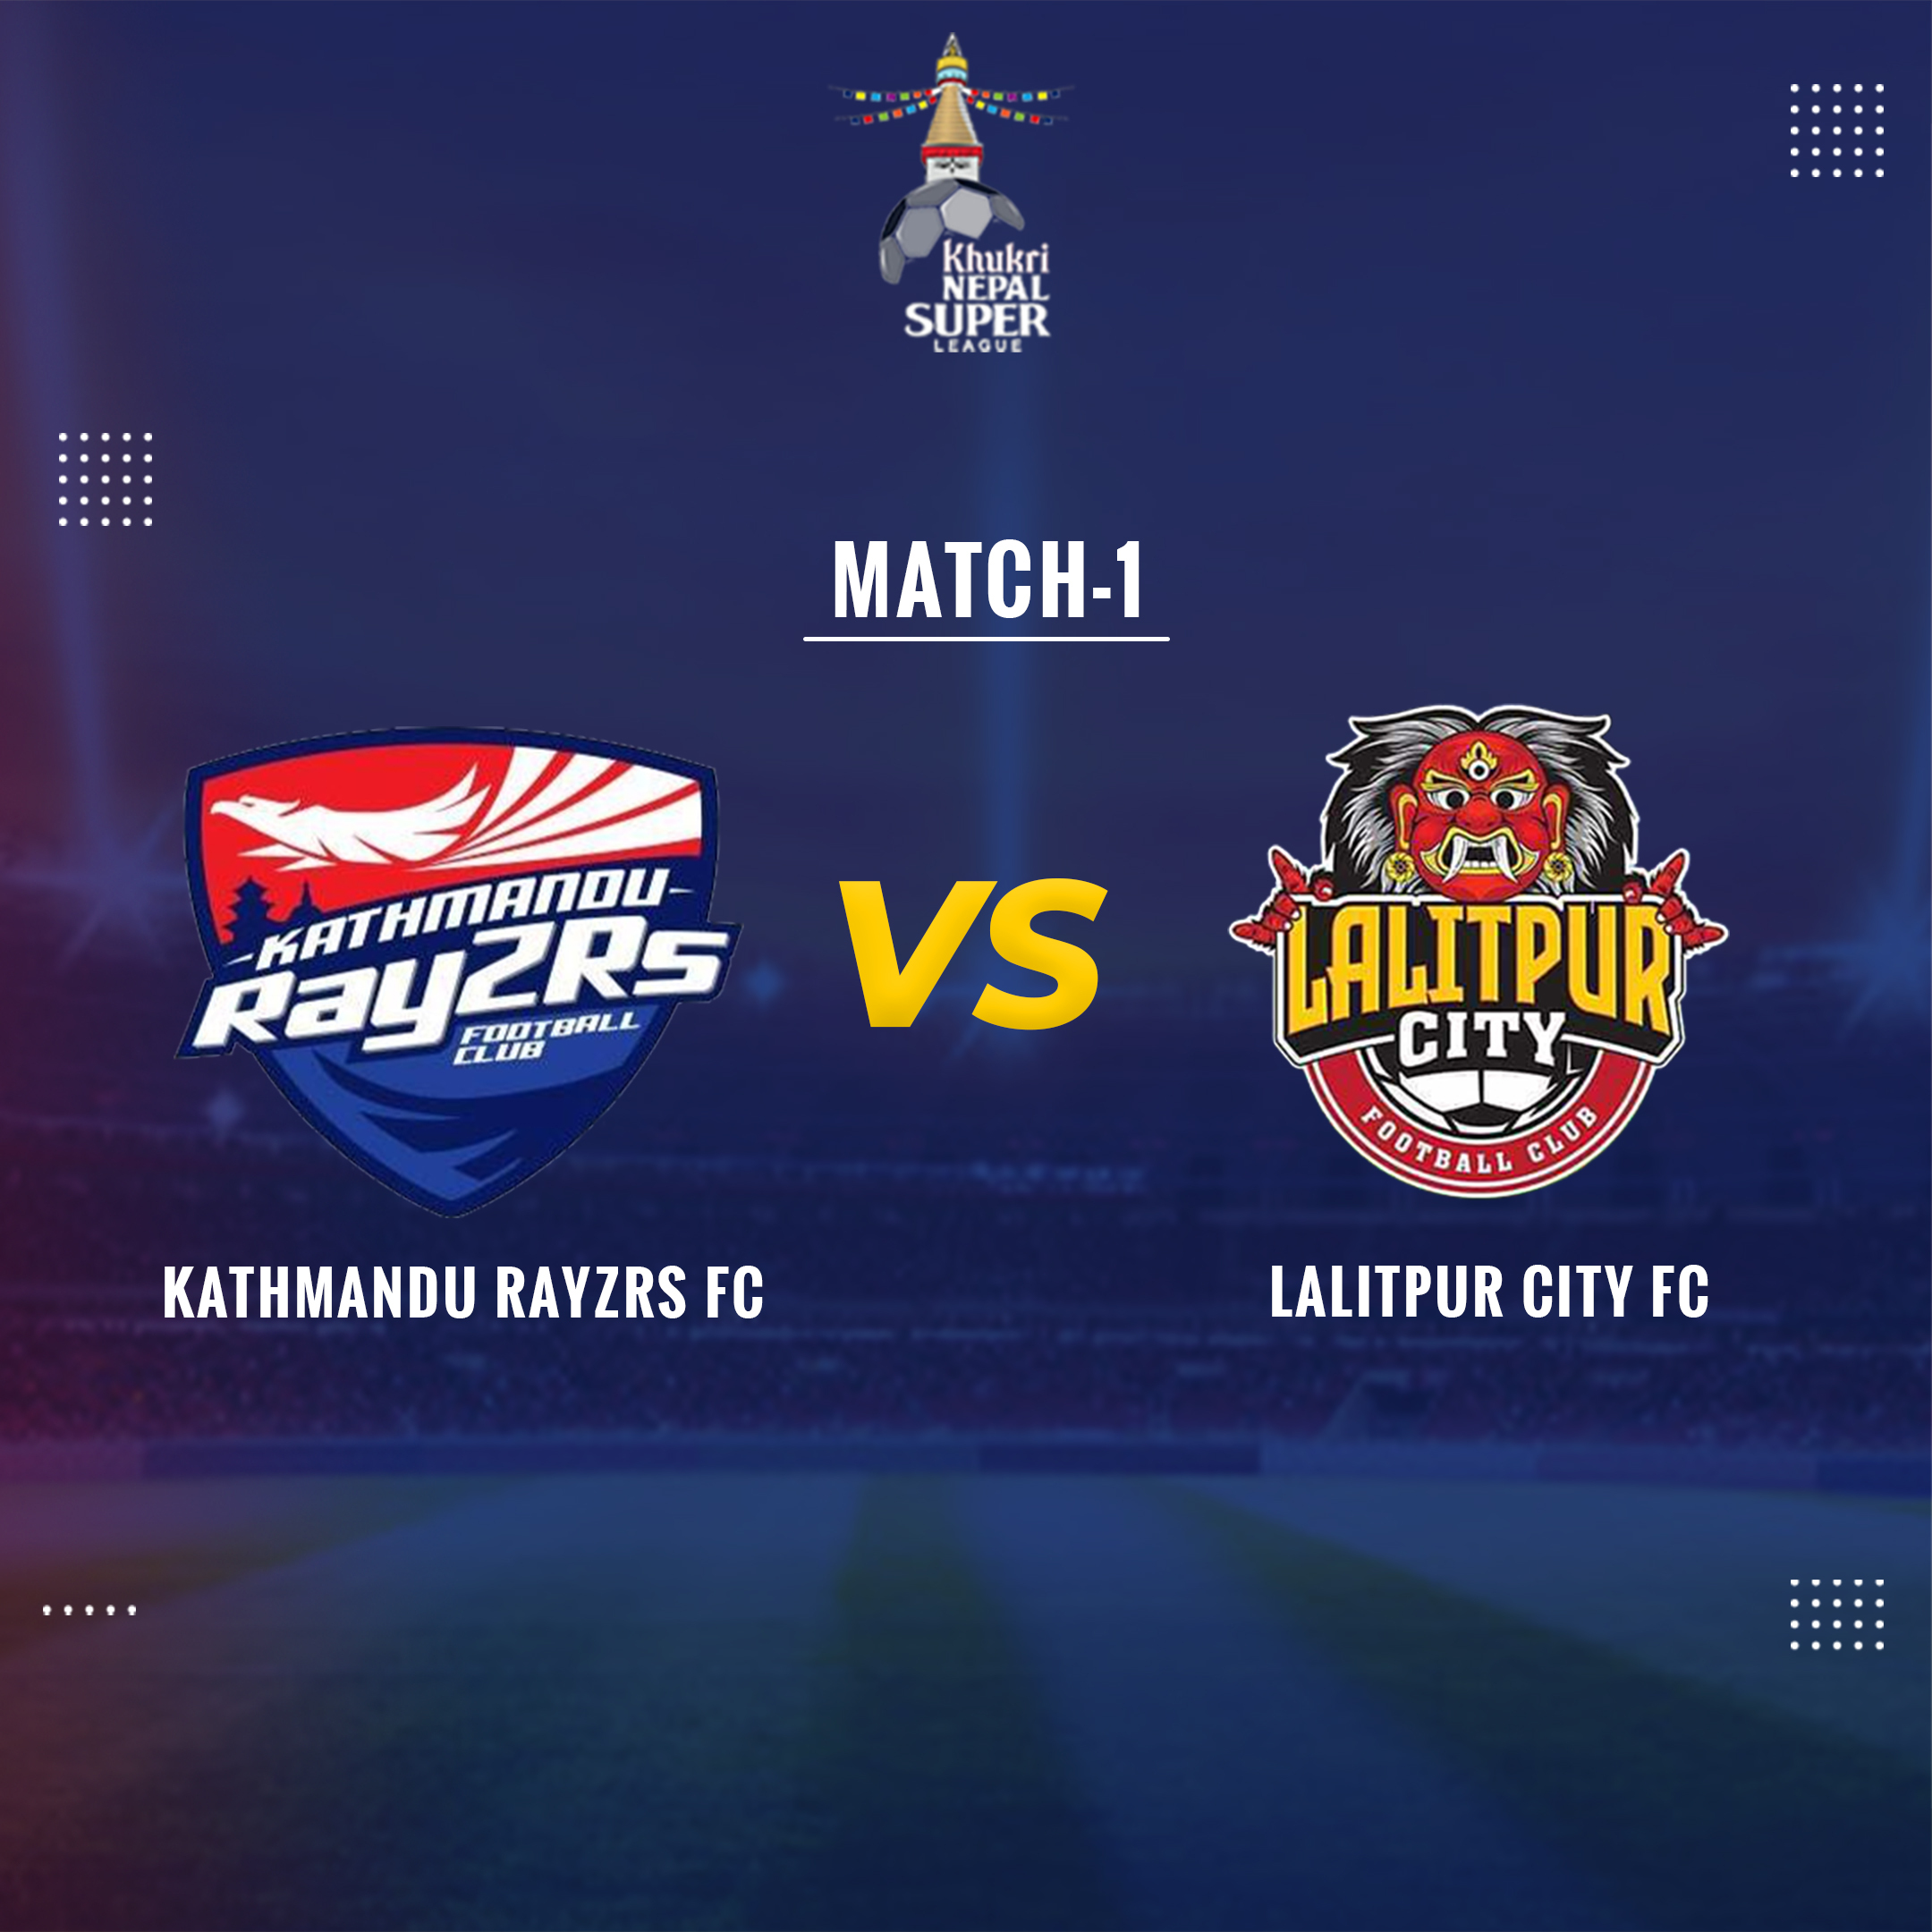 Khukri
NEPAL
SUPER
LEAGUE
MATCH-1
KATHMANDU
RayZRs
FOOTBALL
CLUB
VS
LALITPUR
CITY
FOOTBALL CLUB
KATHMANDU RAYZRS FC
LALITPUR CITY FC